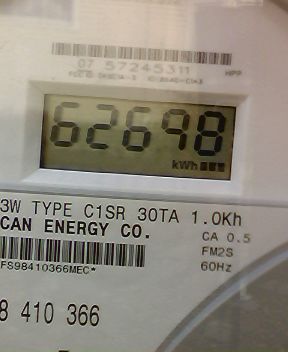 07 57245311 HPP
62698
kWh
3W TYPE C1SR 30TA 1.0Kh
CAN ENERGY CO.
CA 0.5
FM2S
FS98410366MEC*
60Hz
8 410 366